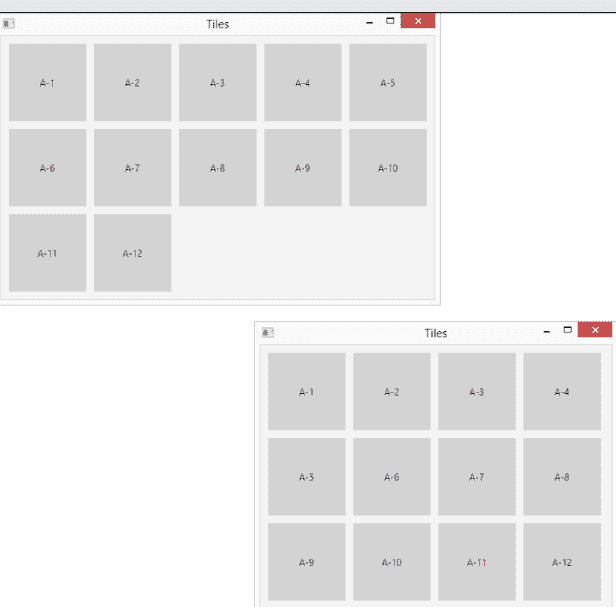 Tiles
A-1 A-2 A-3 A-4 A-5
A-6 A-7 A-8 A-9 A-10
A-11 A-12
Tiles
A-1 A-2 A-3 A-4
A-5 A-6 A-7 A-8
A-9 A-10 A-11 A-12